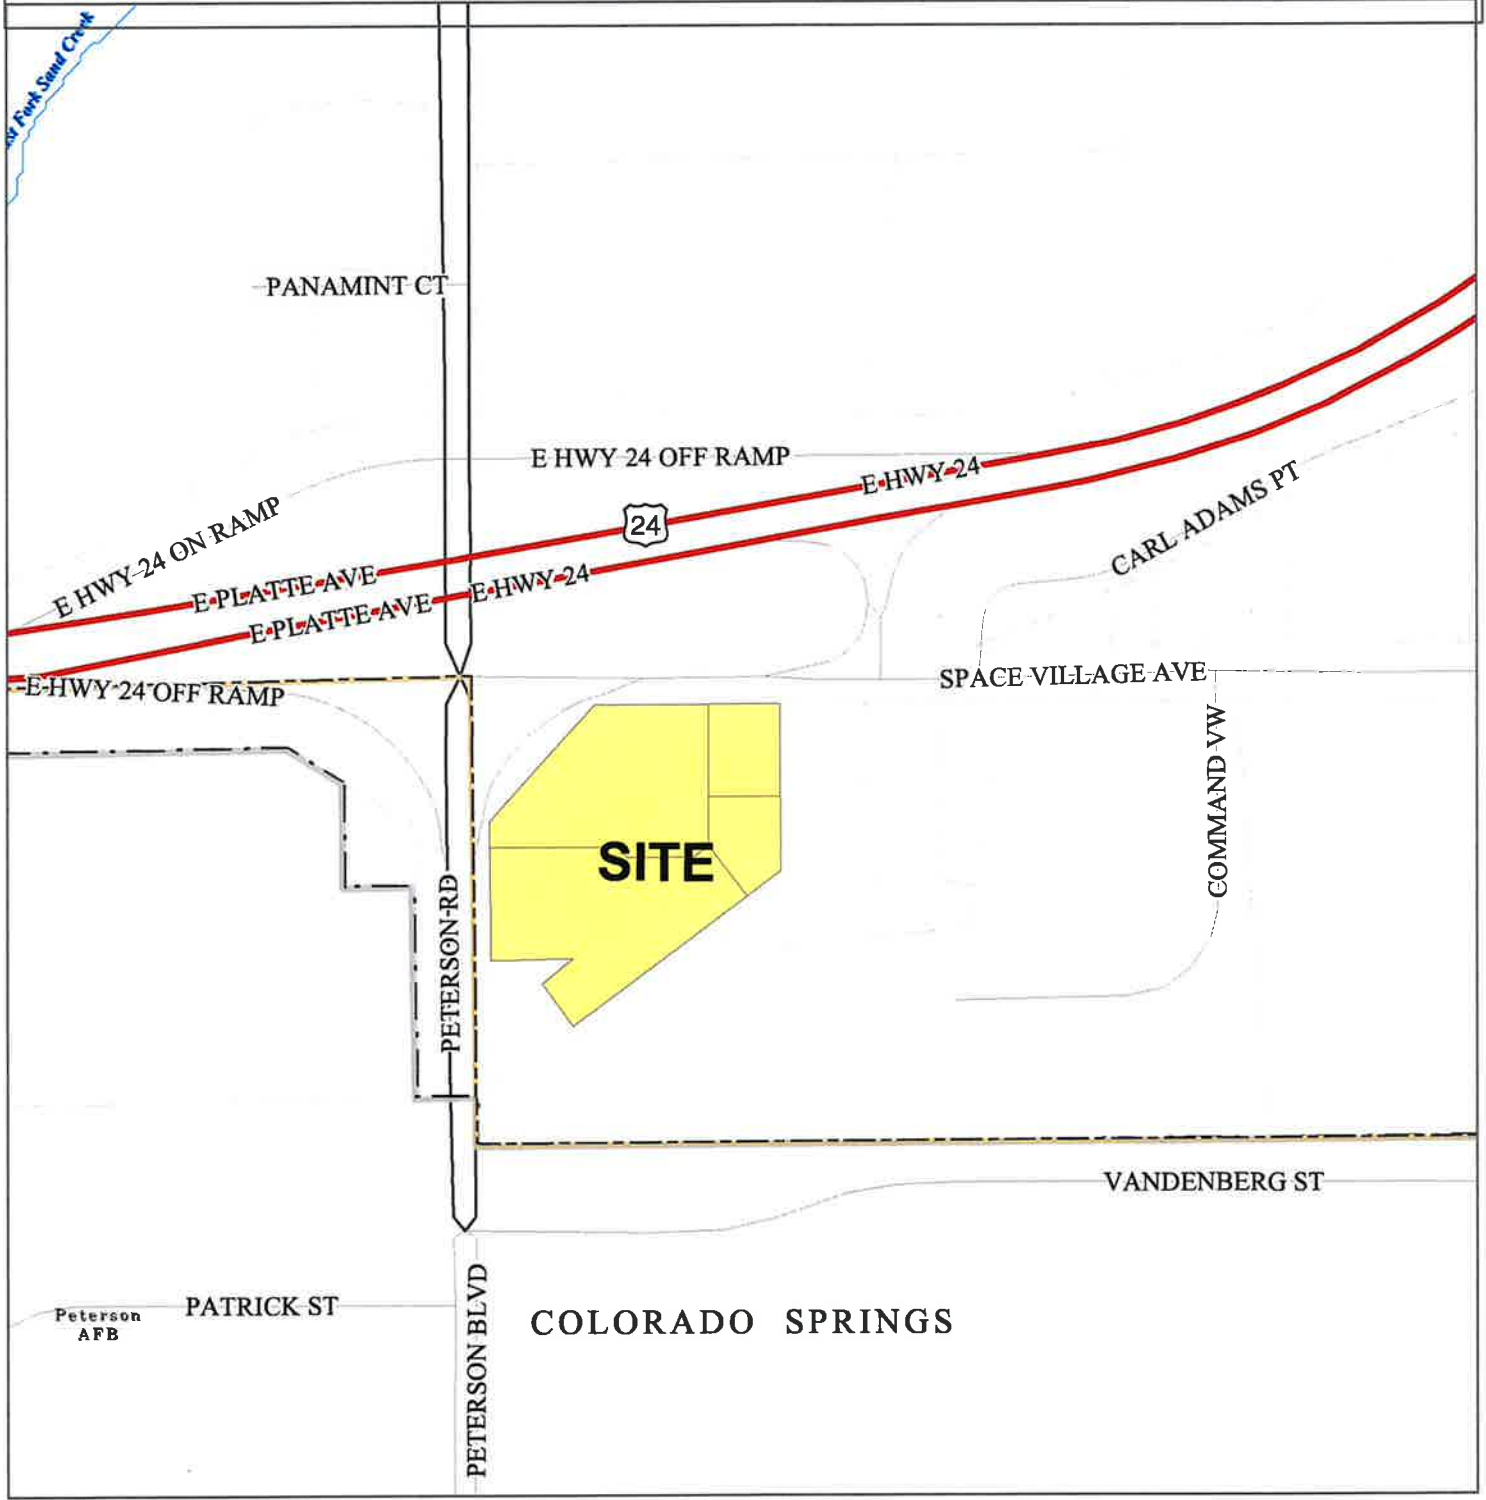 Fork Sand Creek
PANAMINT CT
E HWY 24 OFF RAMP
E HWY 24
24
E HWY 24 ON RAMP
CARL ADAMS PT
E PLATTE AVE
E HWY 24
E PLATTE AVE
E HWY 24 OFF RAMP
SPACE VILLAGE AVE
COMMAND VW
SITE
PETERSON RD
VANDENBERG ST
PATRICK ST
Peterson
AFB
PETERSON BLVD
COLORADO SPRINGS